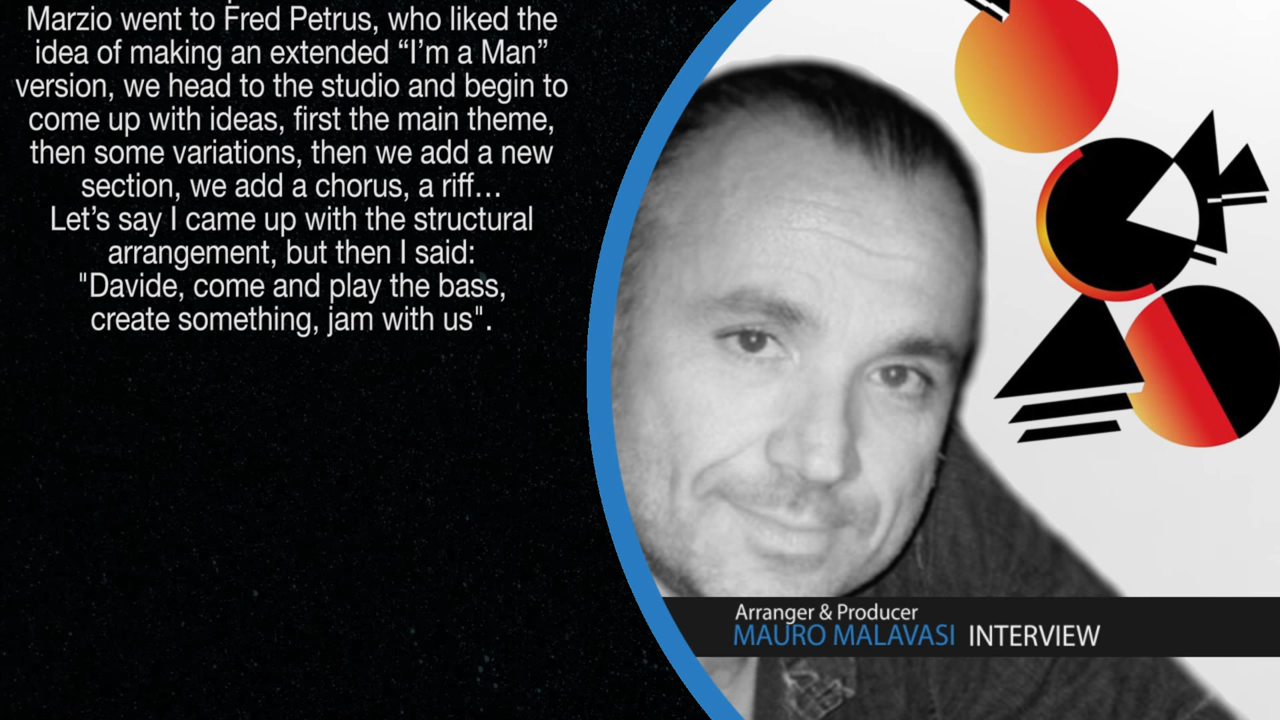 Marzio went to Fred Petrus, who liked the
idea of making an extended “I’m a Man”
version, we head to the studio and begin to
come up with ideas, first the main theme,
then some variations, then we add a new
section, we add a chorus, a riff…
Let’s say I came up with the structural
arrangement, but then I said:
"Davide, come and play the bass,
create something, jam with us".
Arranger & Producer
MAURO MALAVASI INTERVIEW